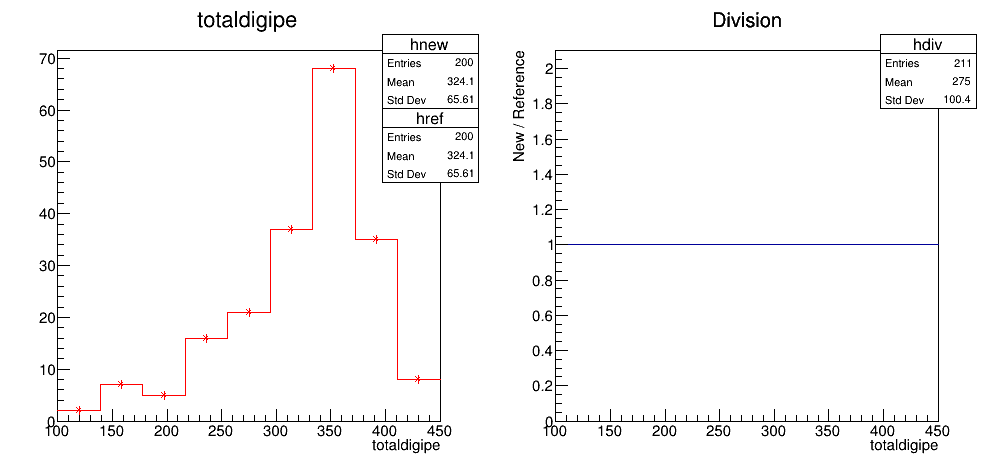 totaldigipe
hnew
Entries 200
Mean 324.1
Std Dev 65.61
href
Entries 200
Mean 324.1
Std Dev 65.61
70
60
50
40
30
20
10
0
100 150 200 250 300 350 400 450
totaldigipe
Division
hdiv
Entries 211
Mean 275
Std Dev 100.4
New / Reference
2
1.8
1.6
1.4
1.2
1
0.8
0.6
0.4
0.2
0
100 150 200 250 300 350 400 450
totaldigipe